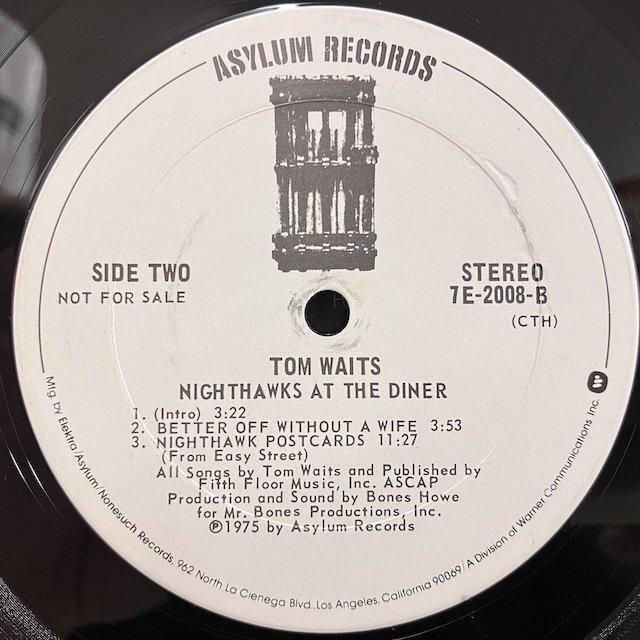 ASYLUM RECORDS
SIDE TWO
NOT FOR SALE
STEREO
7E-2008-B
(CTH)
TOM WAITS
NIGHTHAWKS AT THE DINER
1. (Intro) 3:22
2. BETTER OFF WITHOUT A WIFE 3:53
3. NIGHTHAWK POSTCARDS 11:27
(From Easy Street)
All Songs by Tom Waits and Published by
Fifth Floor Music, Inc. ASCAP
Production and Sound by Bones Howe
for Mr. Bones Productions, Inc.
℗1975 by Asylum Records
Mfg. by Elektra/Asylum/Nonesuch Records, 962 North La Cienega Blvd., Los Angeles, California 90069/A Division of Warner Communications Inc.